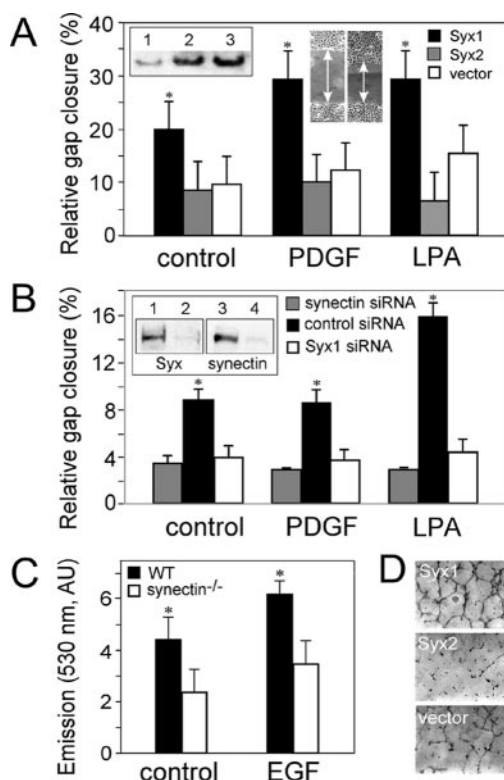 A
Relative gap closure (%)
40
30
20
10
0
1 2 3
*
*
*
Syx1
Syx2
vector
control PDGF LPA
B
Relative gap closure (%)
16
12
8
4
0
1 2 3 4
Syx synectin
*
*
*
synectin siRNA
control siRNA
Syx1 siRNA
control PDGF LPA
C
Emission (530 nm, AU)
6
4
2
0
WT
synectin-/-
*
*
control EGF
D
Syx1
Syx2
vector